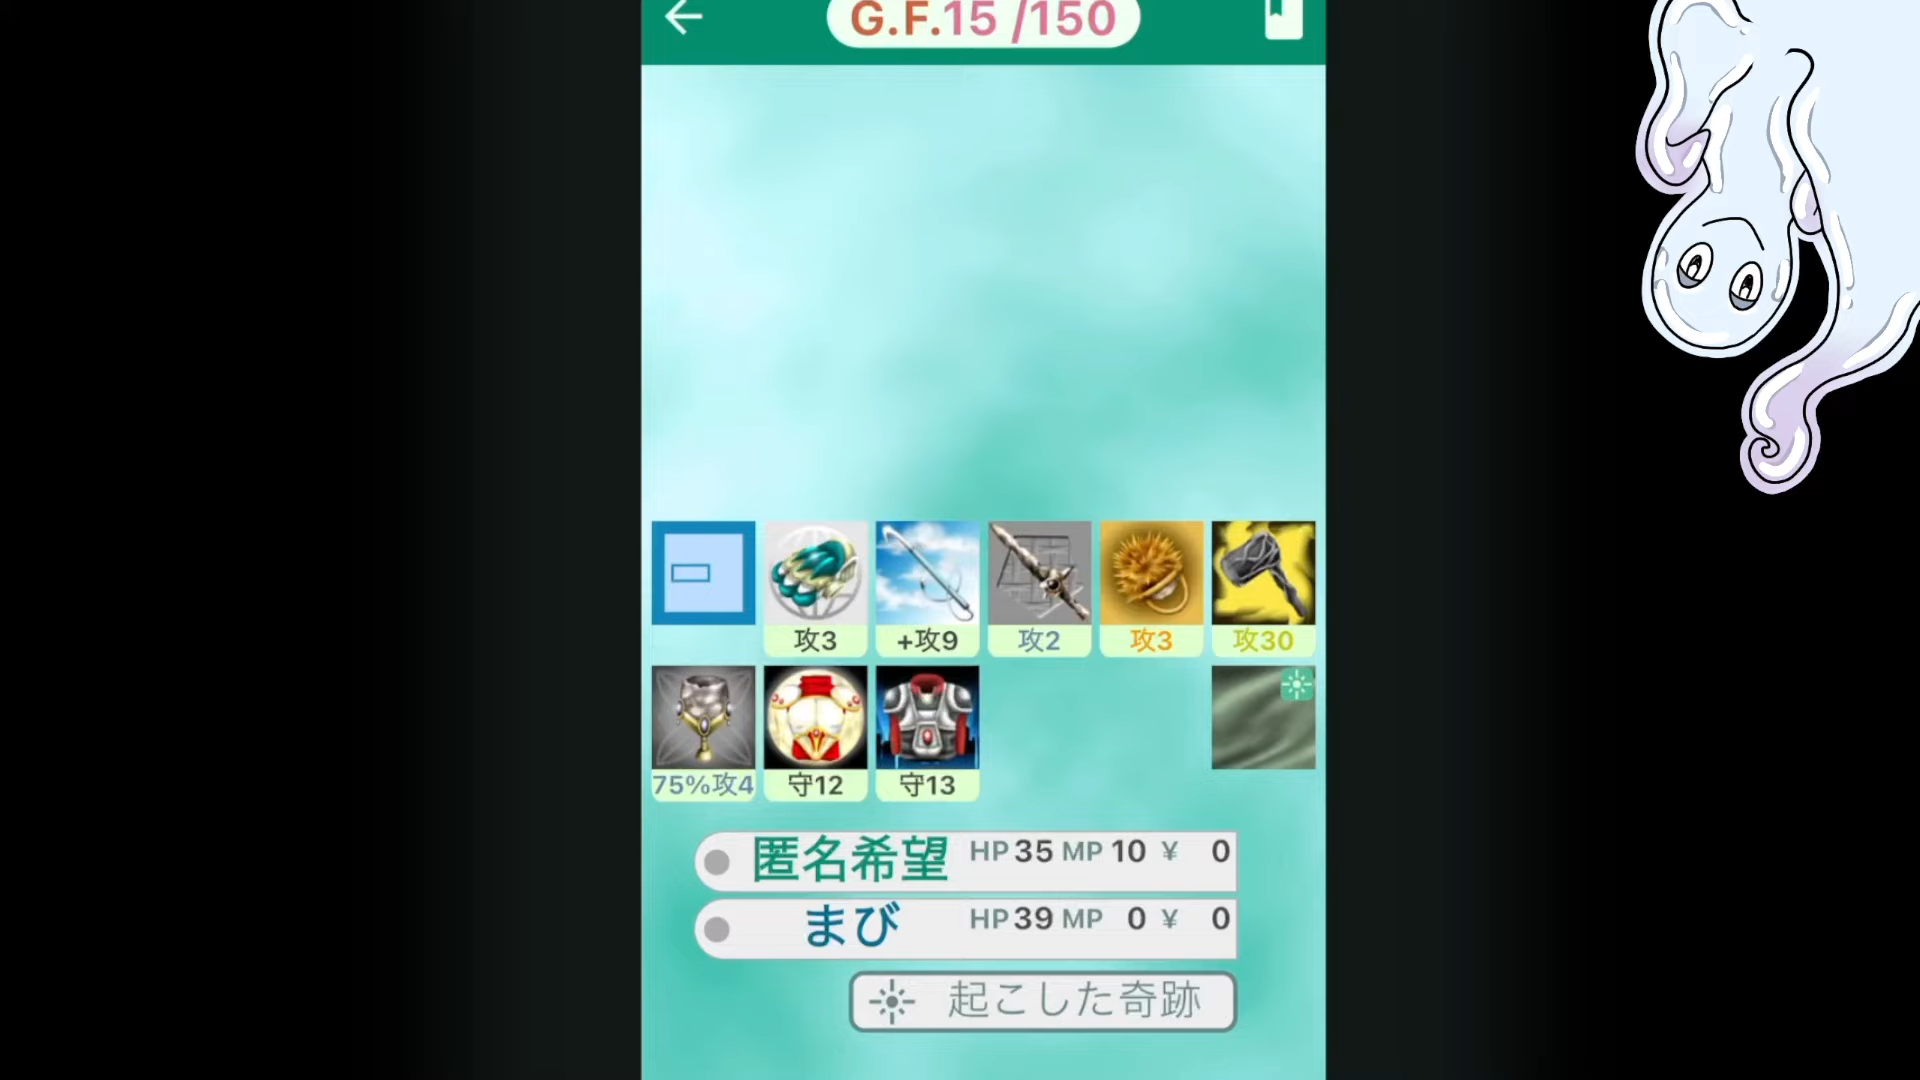 G.F.15 /150
攻3 +攻9 攻2 攻3 攻30
75%攻4 守12 守13
匿名希望 HP 35 MP 10 ¥ 0
まび HP 39 MP 0 ¥ 0
起こした奇跡